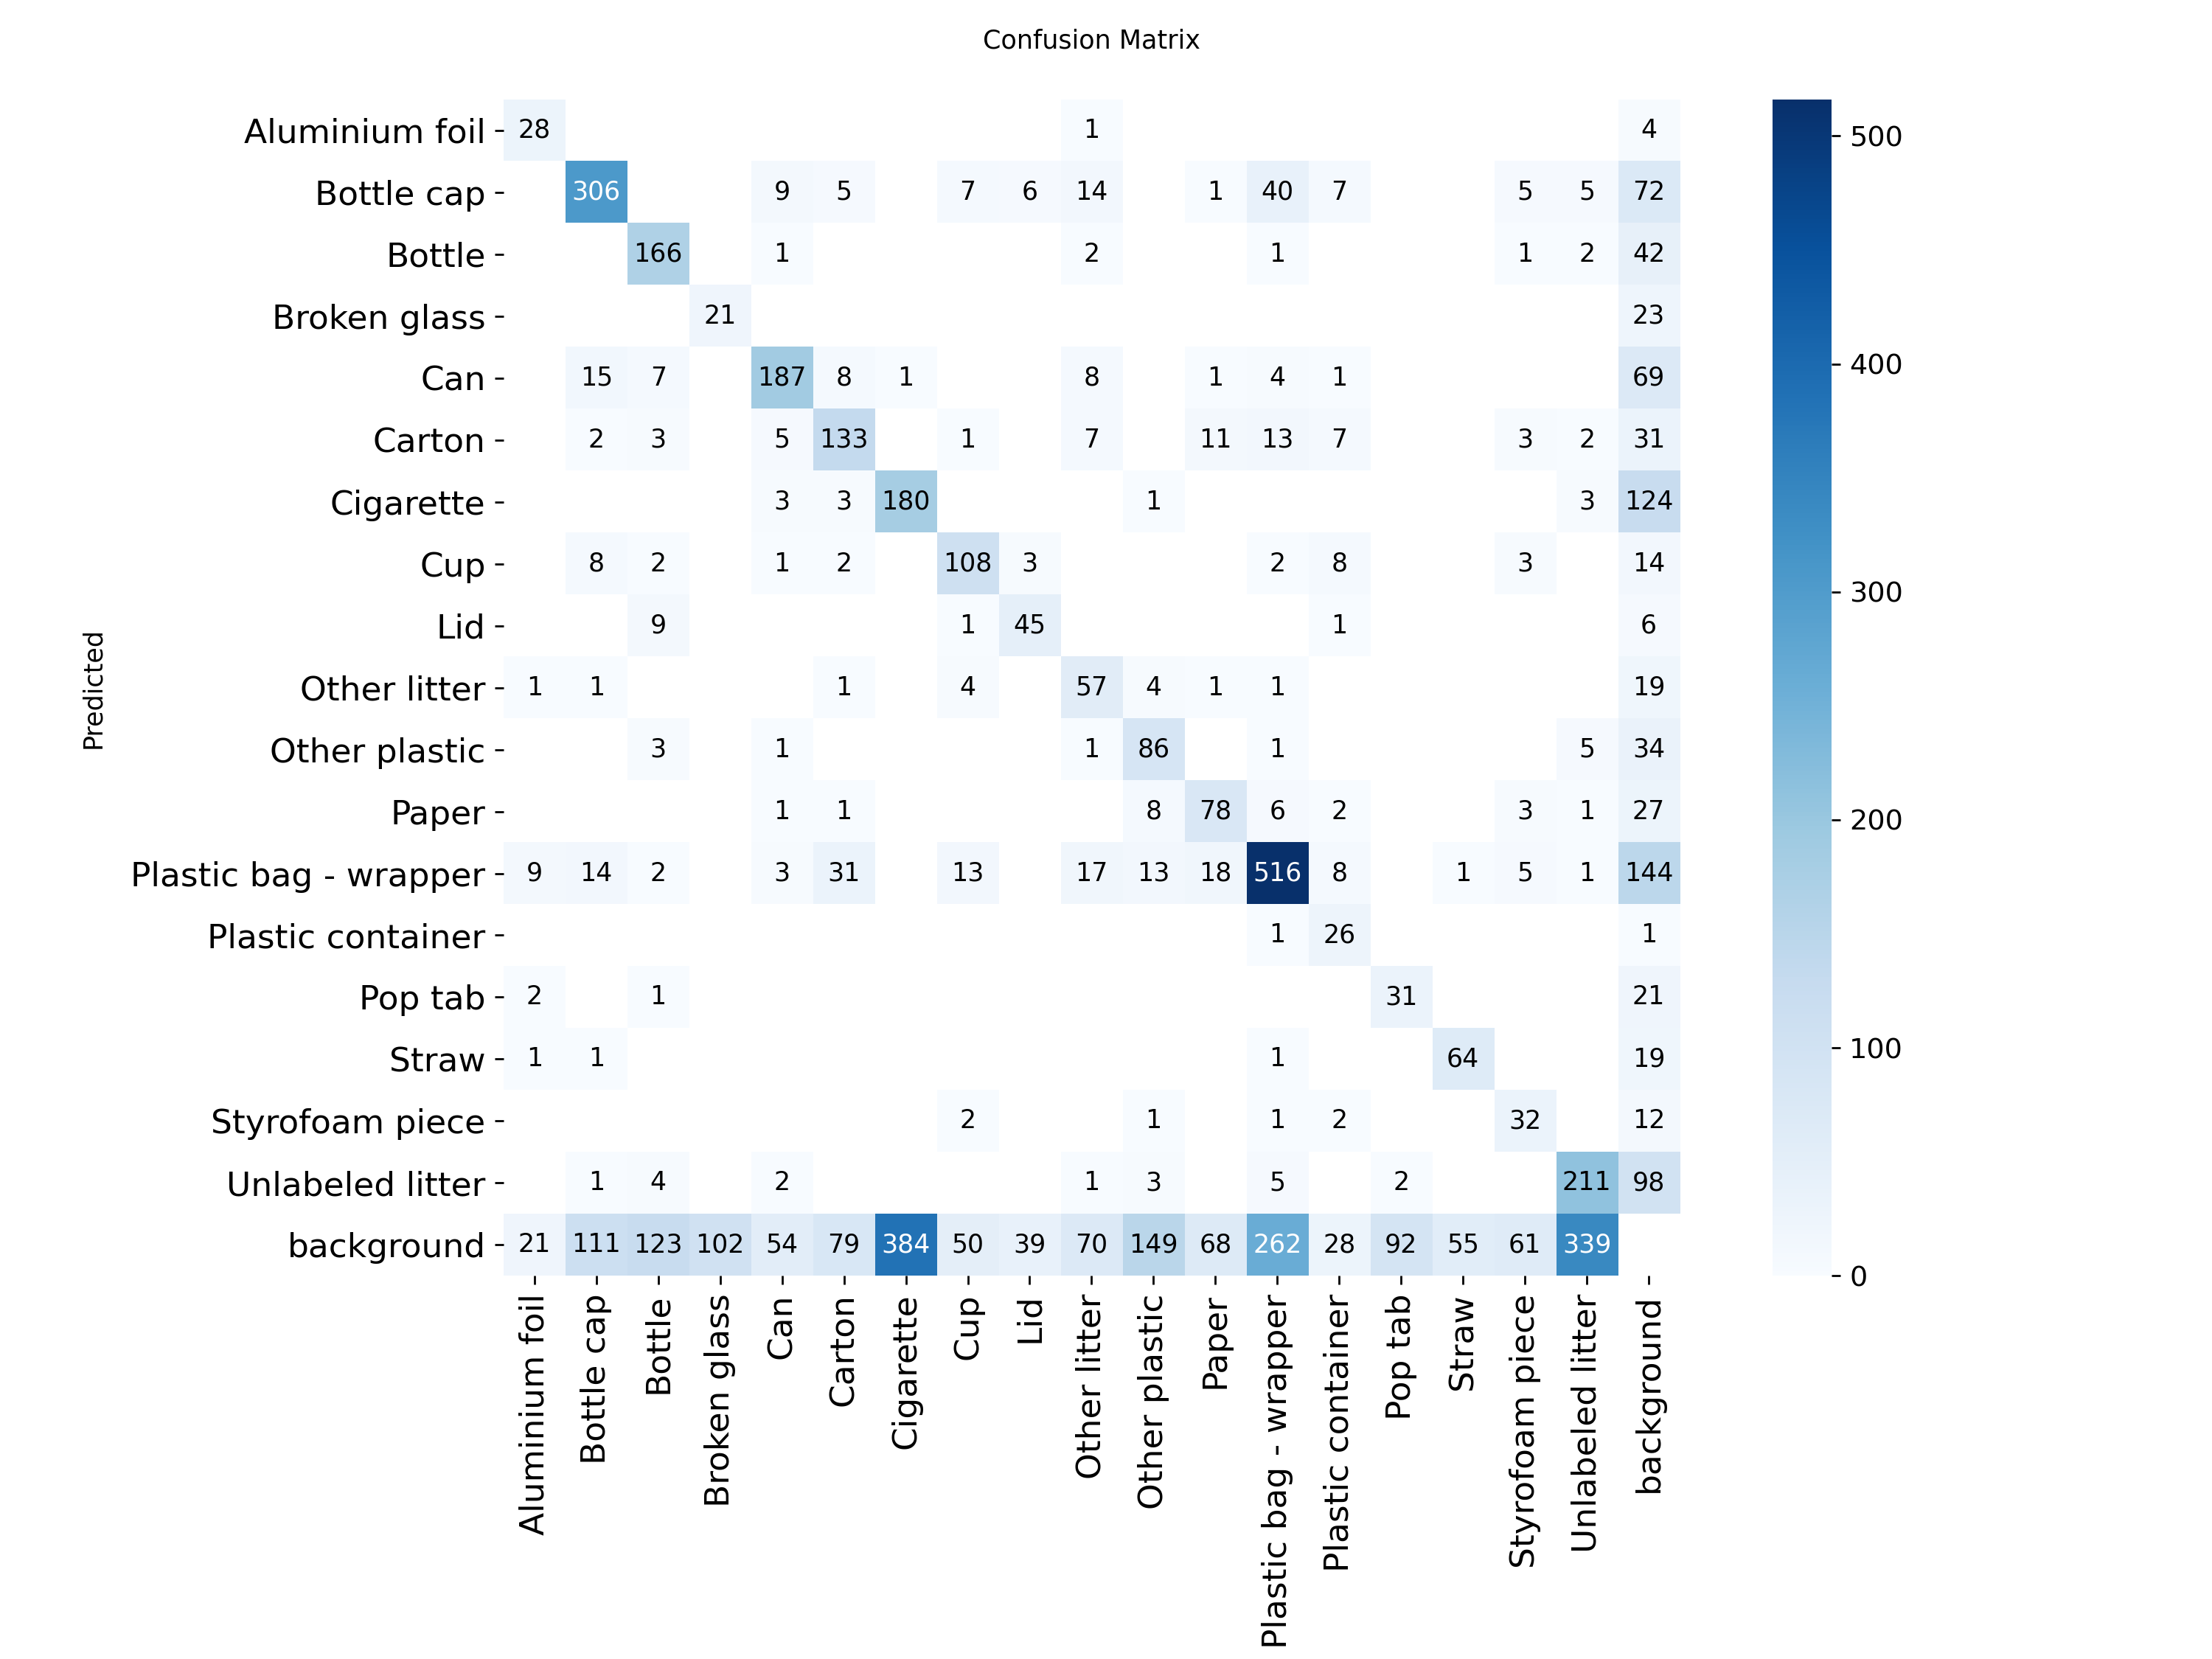 Confusion Matrix
Predicted
Aluminium foil 28 1 4
Bottle cap 306 9 5 7 6 14 1 40 7 5 5 72
Bottle 166 1 2 1 1 2 42
Broken glass 21 23
Can 15 7 187 8 1 8 1 4 1 69
Carton 2 3 5 133 1 7 11 13 7 3 2 31
Cigarette 3 3 180 1 3 124
Cup 8 2 1 2 108 3 2 8 3 14
Lid 9 1 45 1 6
Other litter 1 1 1 4 57 4 1 1 19
Other plastic 3 1 1 86 1 5 34
Paper 1 1 8 78 6 2 3 1 27
Plastic bag - wrapper 9 14 2 3 31 13 17 13 18 516 8 1 5 1 144
Plastic container 1 26 1
Pop tab 2 1 31 21
Straw 1 1 1 64 19
Styrofoam piece 2 1 1 2 32 12
Unlabeled litter 1 4 2 1 3 5 2 211 98
background 21 111 123 102 54 79 384 50 39 70 149 68 262 28 92 55 61 339
Aluminium foil
Bottle cap
Bottle
Broken glass
Can
Carton
Cigarette
Cup
Lid
Other litter
Other plastic
Paper
Plastic bag - wrapper
Plastic container
Pop tab
Straw
Styrofoam piece
Unlabeled litter
background
500
400
300
200
100
0